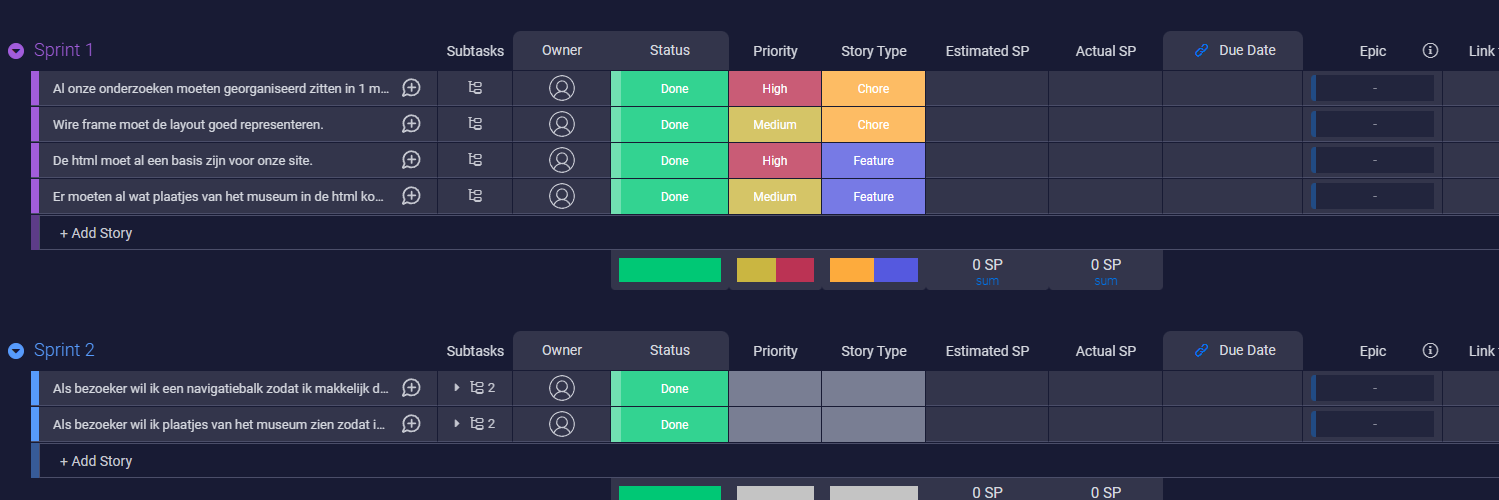 Sprint 1 Subtasks Owner Status Priority Story Type Estimated SP Actual SP Due Date Epic Link
Al onze onderzoeken moeten georganiseerd zitten in 1 m... Done High Chore -
Wire frame moet de layout goed representeren. Done Medium Chore -
De html moet al een basis zijn voor onze site. Done High Feature -
Er moeten al wat plaatjes van het museum in de html ko... Done Medium Feature -
+ Add Story
0 SP 0 SP
sum sum
Sprint 2 Subtasks Owner Status Priority Story Type Estimated SP Actual SP Due Date Epic Link
Als bezoeker wil ik een navigatiebalk zodat ik makkelijk d... 2 Done -
Als bezoeker wil ik plaatjes van het museum zien zodat i... 2 Done -
+ Add Story
0 SP 0 SP